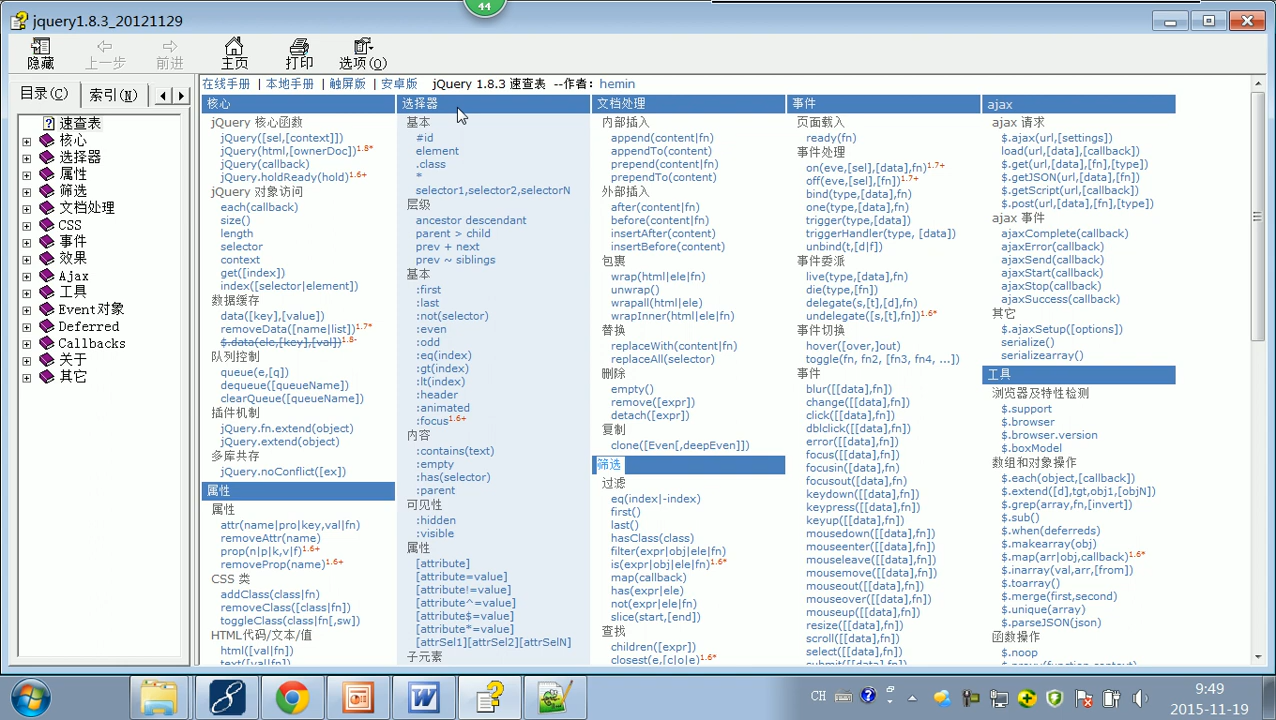 44
jquery1.8.3_20121129
隐藏 上一步 前进 主页 打印 选项(O)
目录(C) 索引(N)
速查表
核心
选择器
属性
筛选
文档处理
CSS
事件
效果
Ajax
工具
Event对象
Deferred
Callbacks
关于
其它
在线手册 | 本地手册 | 触屏版 | 安卓版 jQuery 1.8.3 速查表 --作者: hemin
核心
jQuery 核心函数
jQuery([sel,[context]])
jQuery(html,[ownerDoc])1.8*
jQuery(callback)
jQuery.holdReady(hold)1.6+
jQuery 对象访问
each(callback)
size()
length
selector
context
get([index])
index([selector|element])
数据缓存
data([key],[value])
removeData([name|list])1.7*
$.data(ele,[key],[val])1.8-
队列控制
queue(e,[q])
dequeue([queueName])
clearQueue([queueName])
插件机制
jQuery.fn.extend(object)
jQuery.extend(object)
多库共存
jQuery.noConflict([ex])
属性
属性
attr(name|pro|key,val|fn)
removeAttr(name)
prop(n|p|k,v|f)1.6+
removeProp(name)1.6+
CSS 类
addClass(class|fn)
removeClass([class|fn])
toggleClass(class|fn[,sw])
HTML代码/文本/值
html([val|fn])
text([val|fn])
选择器
基本
#id
element
.class
*
selector1,selector2,selectorN
层级
ancestor descendant
parent > child
prev + next
prev ~ siblings
基本
:first
:last
:not(selector)
:even
:odd
:eq(index)
:gt(index)
:lt(index)
:header
:animated
:focus1.6+
内容
:contains(text)
:empty
:has(selector)
:parent
可见性
:hidden
:visible
属性
[attribute]
[attribute=value]
[attribute!=value]
[attribute^=value]
[attribute$=value]
[attribute*=value]
[attrSel1][attrSel2][attrSelN]
子元素
文档处理
内部插入
append(content|fn)
appendTo(content)
prepend(content|fn)
prependTo(content)
外部插入
after(content|fn)
before(content|fn)
insertAfter(content)
insertBefore(content)
包裹
wrap(html|ele|fn)
unwrap()
wrapall(html|ele)
wrapInner(html|ele|fn)
替换
replaceWith(content|fn)
replaceAll(selector)
删除
empty()
remove([expr])
detach([expr])
复制
clone([Even[,deepEven]])
筛选
过滤
eq(index|-index)
first()
last()
hasClass(class)
filter(expr|obj|ele|fn)
is(expr|obj|ele|fn)1.6*
map(callback)
has(expr|ele)
not(expr|ele|fn)
slice(start,[end])
查找
children([expr])
closest(e,[c|o|e])1.6*
事件
页面载入
ready(fn)
事件处理
on(eve,[sel],[data],fn)1.7+
off(eve,[sel],[fn])1.7+
bind(type,[data],fn)
one(type,[data],fn)
trigger(type,[data])
triggerHandler(type, [data])
unbind(t,[d|f])
事件委派
live(type,[data],fn)
die(type,[fn])
delegate(s,[t],[d],fn)
undelegate([s,[t],fn])1.6*
事件切换
hover([over,]out)
toggle(fn, fn2, [fn3, fn4, ...])
事件
blur([[data],fn])
change([[data],fn])
click([[data],fn])
dblclick([[data],fn])
error([[data],fn])
focus([[data],fn])
focusin([data],fn)
focusout([data],fn)
keydown([[data],fn])
keypress([[data],fn])
keyup([[data],fn])
mousedown([[data],fn])
mouseenter([[data],fn])
mouseleave([[data],fn])
mousemove([[data],fn])
mouseout([[data],fn])
mouseover([[data],fn])
mouseup([[data],fn])
resize([[data],fn])
scroll([[data],fn])
select([[data],fn])
submit([[data],fn])
ajax
ajax 请求
$.ajax(url,[settings])
load(url,[data],[callback])
$.get(url,[data],[fn],[type])
$.getJSON(url,[data],[fn])
$.getScript(url,[callback])
$.post(url,[data],[fn],[type])
ajax 事件
ajaxComplete(callback)
ajaxError(callback)
ajaxSend(callback)
ajaxStart(callback)
ajaxStop(callback)
ajaxSuccess(callback)
其它
$.ajaxSetup([options])
serialize()
serializearray()
工具
浏览器及特性检测
$.support
$.browser
$.browser.version
$.boxModel
数组和对象操作
$.each(object,[callback])
$.extend([d],tgt,obj1,[objN])
$.grep(array,fn,[invert])
$.sub()
$.when(deferreds)
$.makearray(obj)
$.map(arr|obj,callback)1.6*
$.inarray(val,arr,[from])
$.toarray()
$.merge(first,second)
$.unique(array)
$.parseJSON(json)
函数操作
$.noop
$.proxy(function,context)
CH
9:49
2015-11-19